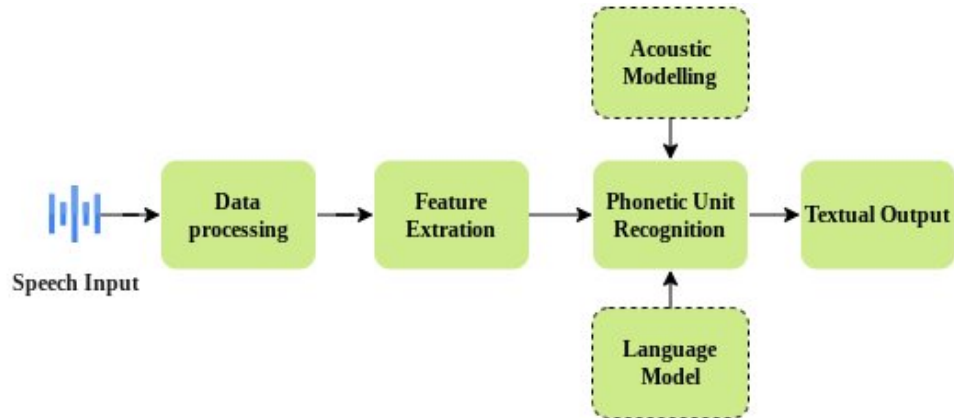 Acoustic
Modelling
Data
processing
Feature
Extration
Phonetic Unit
Recognition
Textual Output
Speech Input
Language
Model